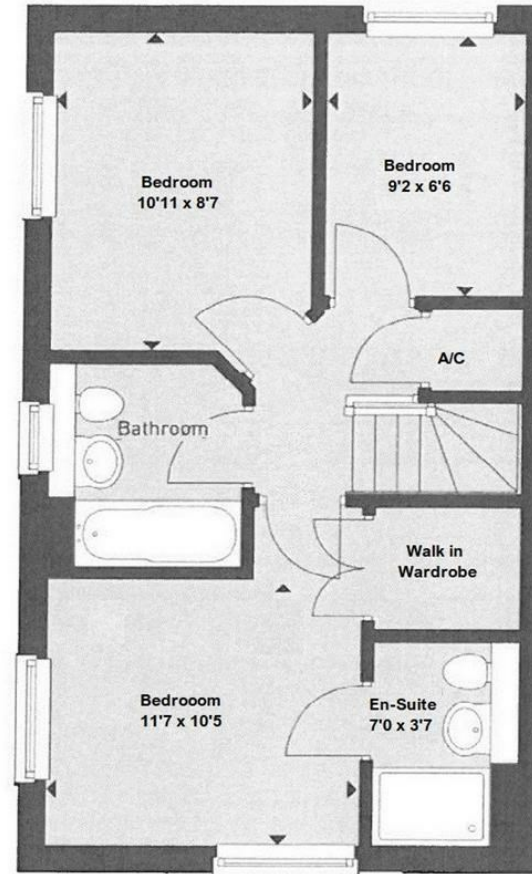 Bedroom
10'11 x 8'7
Bedroom
9'2 x 6'6
A/C
Bathroom
Walk in
Wardrobe
Bedrooom
11'7 x 10'5
En-Suite
7'0 x 3'7